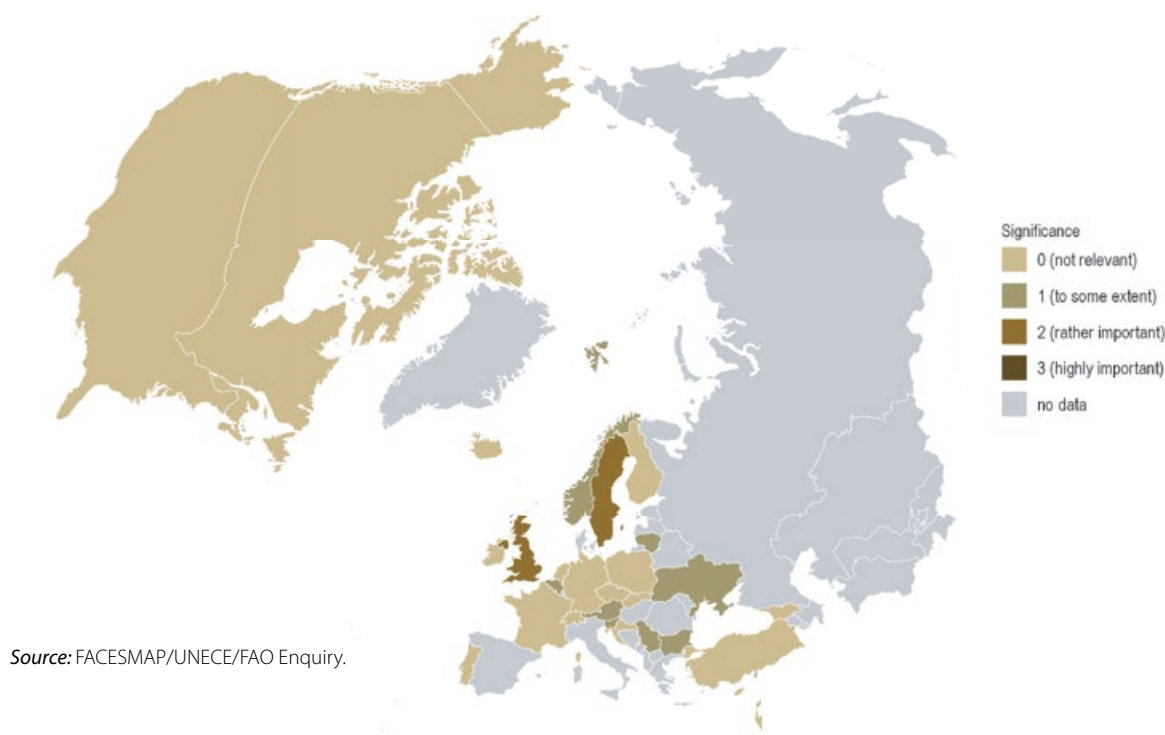 Significance
0 (not relevant)
1 (to some extent)
2 (rather important)
3 (highly important)
no data
Source: FACESMAP/UNECE/FAO Enquiry.